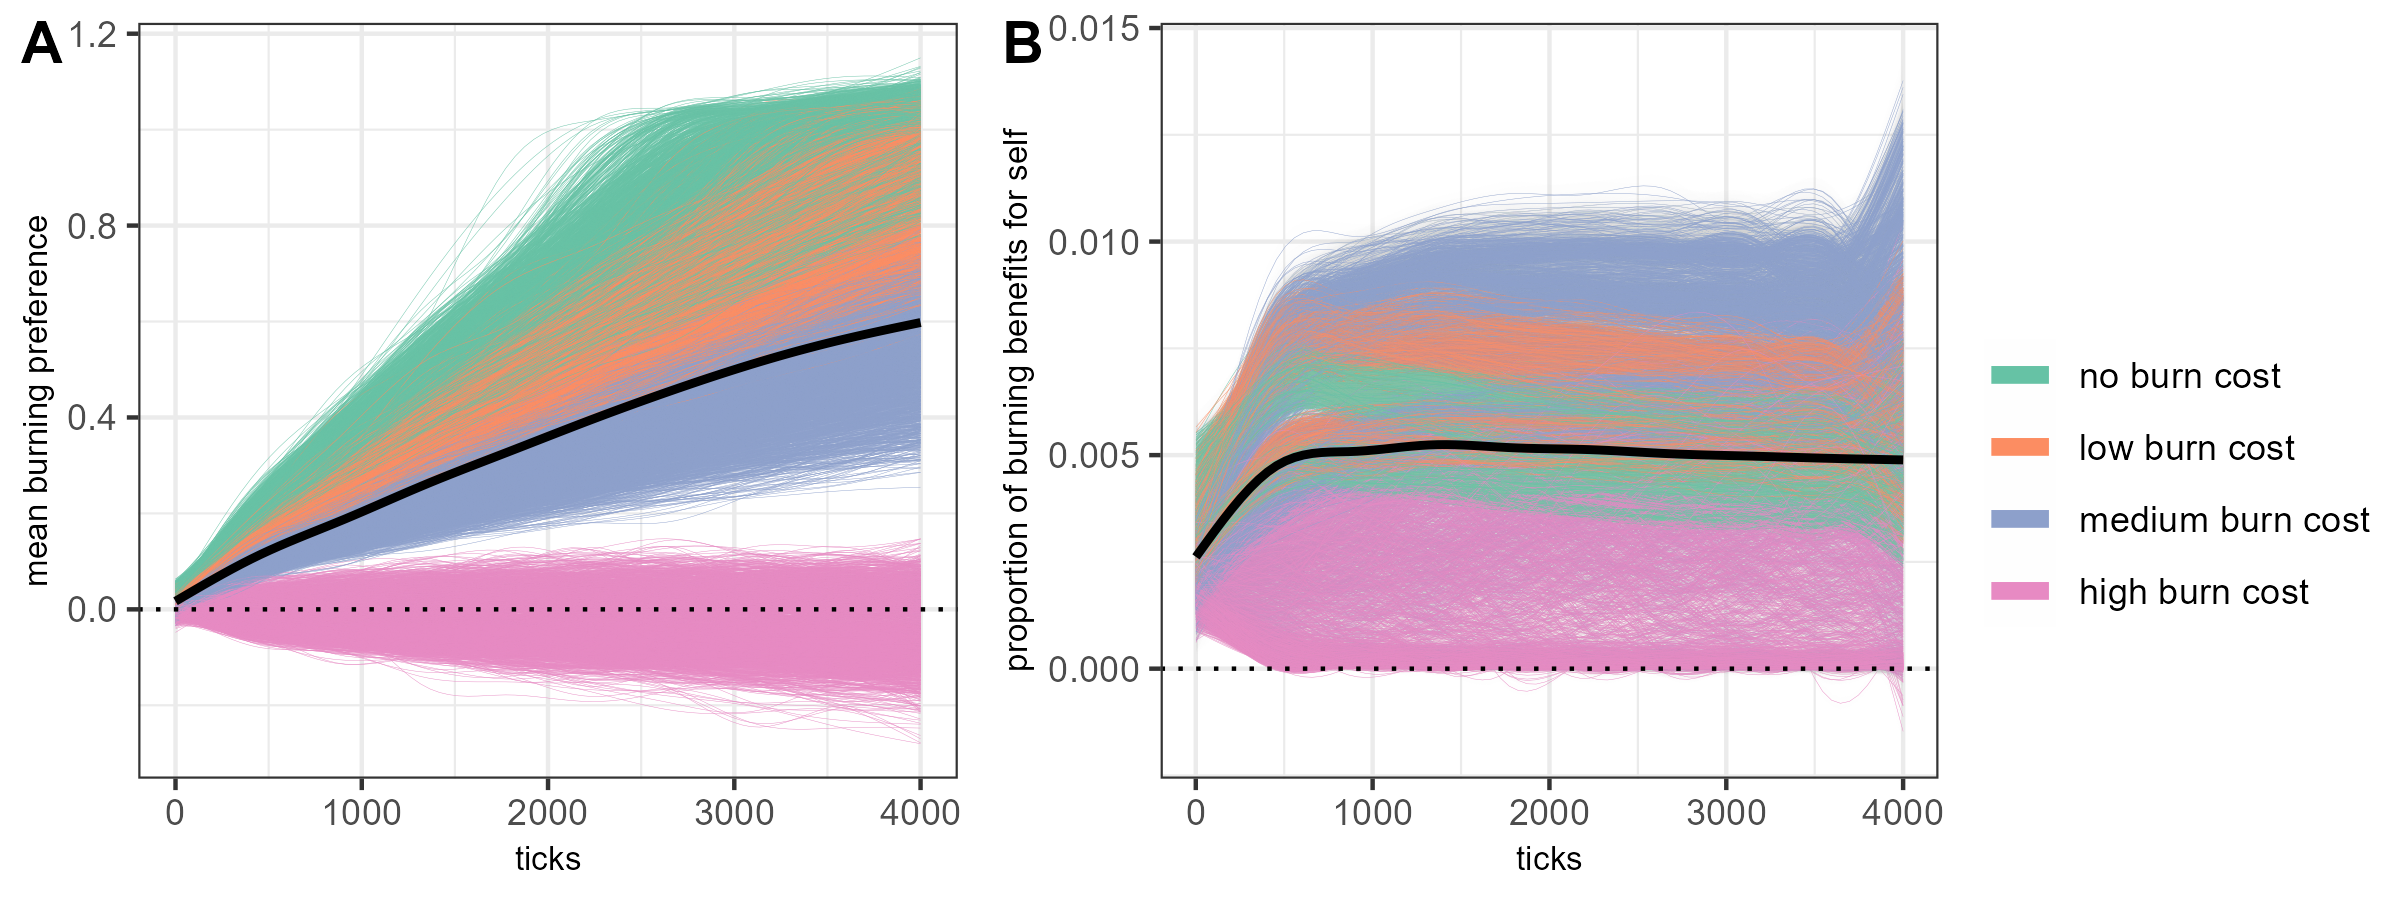 A
1.2
0.8
0.4
0.0
mean burning preference
0 1000 2000 3000 4000
ticks
B
0.015
0.010
0.005
0.000
proportion of burning benefits for self
0 1000 2000 3000 4000
ticks
no burn cost
low burn cost
medium burn cost
high burn cost